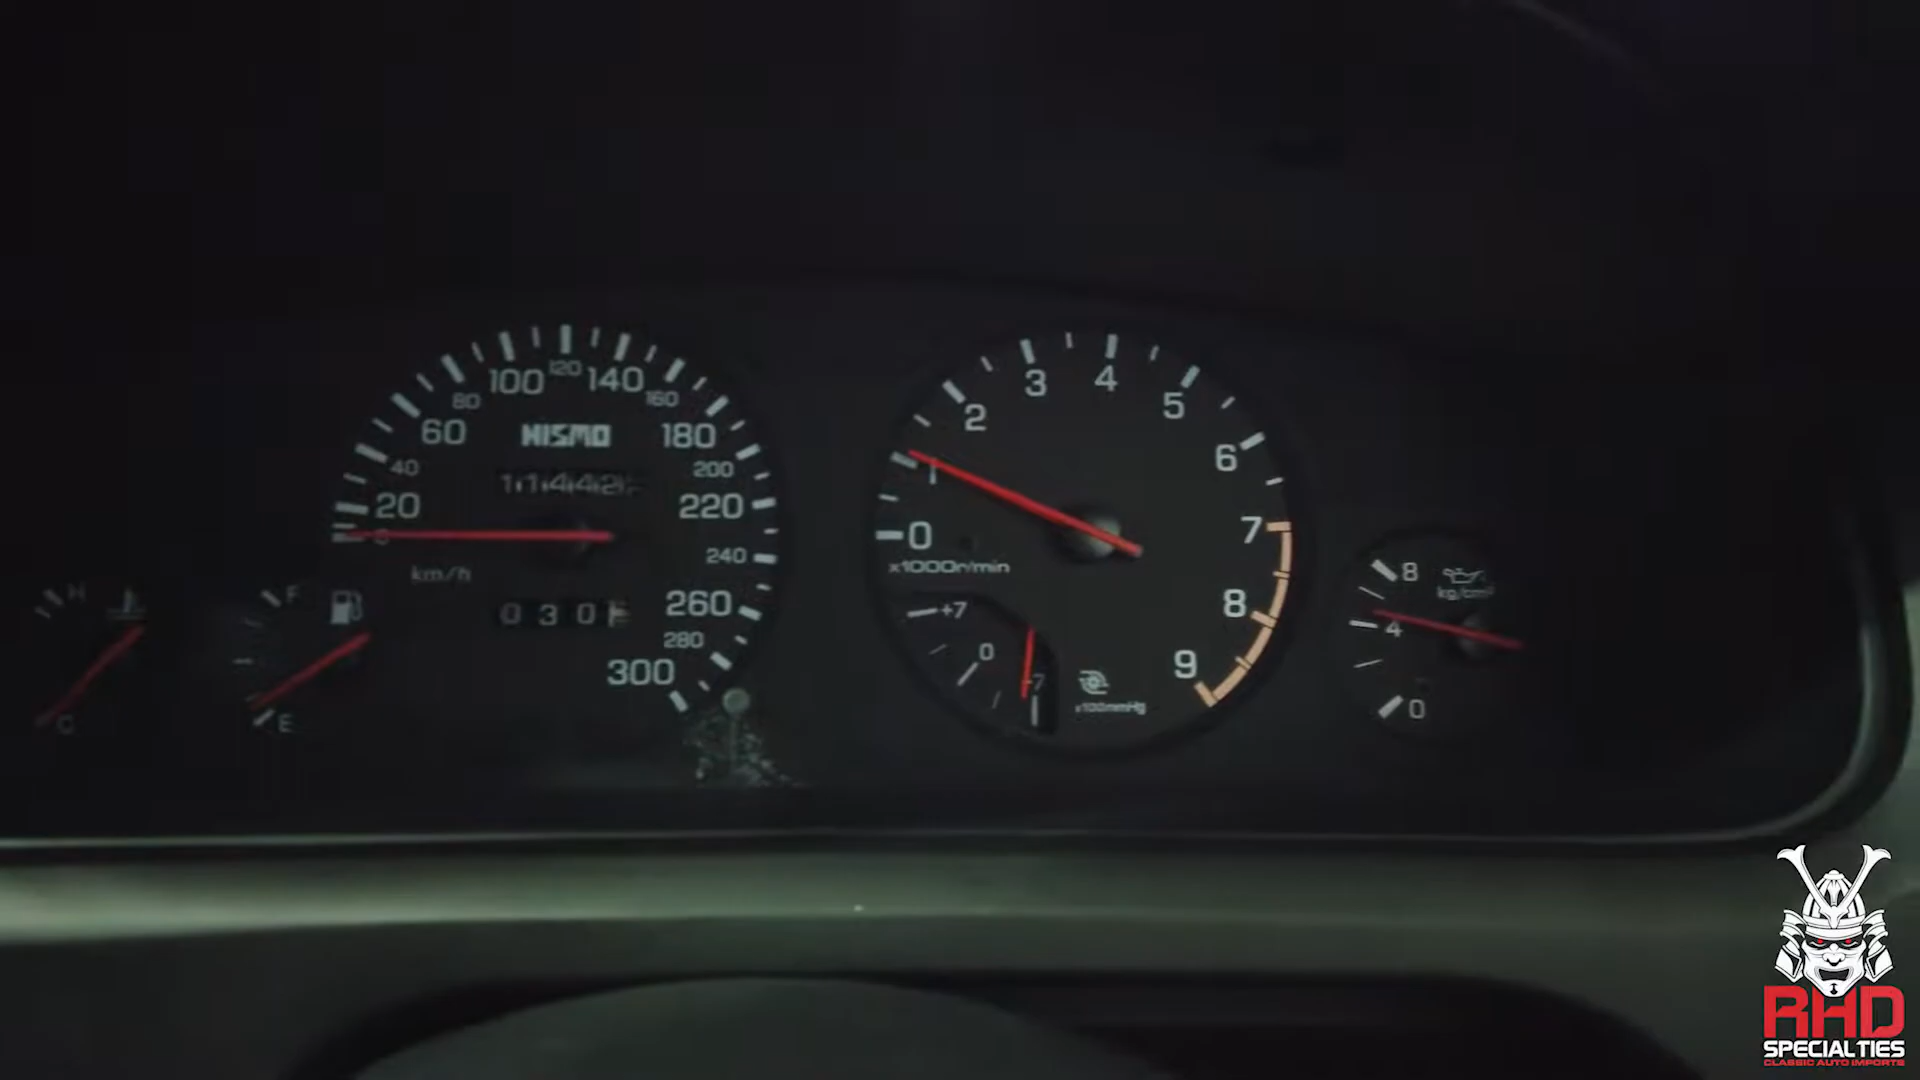 100 120 140
80 160
60 NISMO 180
40 200
20 220
0 240
km/h 260
0 3 0
280
300
H
C
F
E
3 4
2 5
1 6
0 7
x1000r/min
8
9
+7
0
-7
x100mmHg
8
kg/cm²
4
0
RHD
SPECIALTIES
CLASSIC AUTO IMPORTS